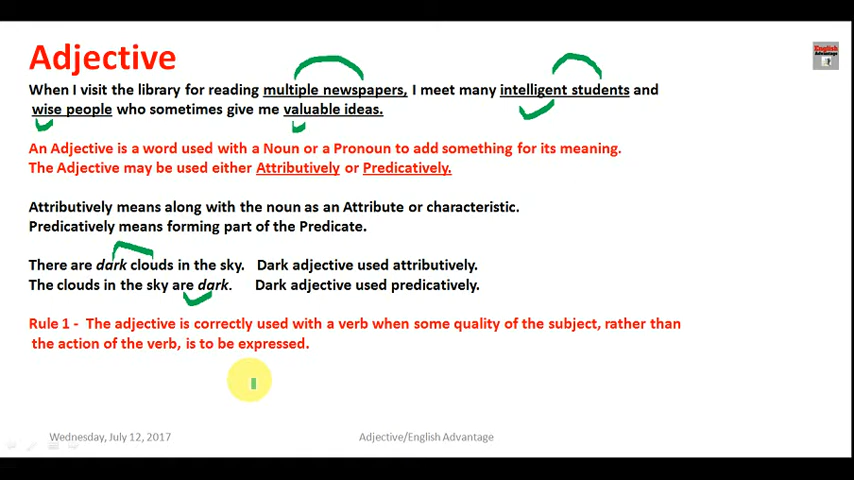 Adjective
English
Advantage
When I visit the library for reading multiple newspapers, I meet many intelligent students and
wise people who sometimes give me valuable ideas.
An Adjective is a word used with a Noun or a Pronoun to add something for its meaning.
The Adjective may be used either Attributively or Predicatively.
Attributively means along with the noun as an Attribute or characteristic.
Predicatively means forming part of the Predicate.
There are dark clouds in the sky. Dark adjective used attributively.
The clouds in the sky are dark. Dark adjective used predicatively.
Rule 1 - The adjective is correctly used with a verb when some quality of the subject, rather than
the action of the verb, is to be expressed.
Wednesday, July 12, 2017 Adjective/English Advantage